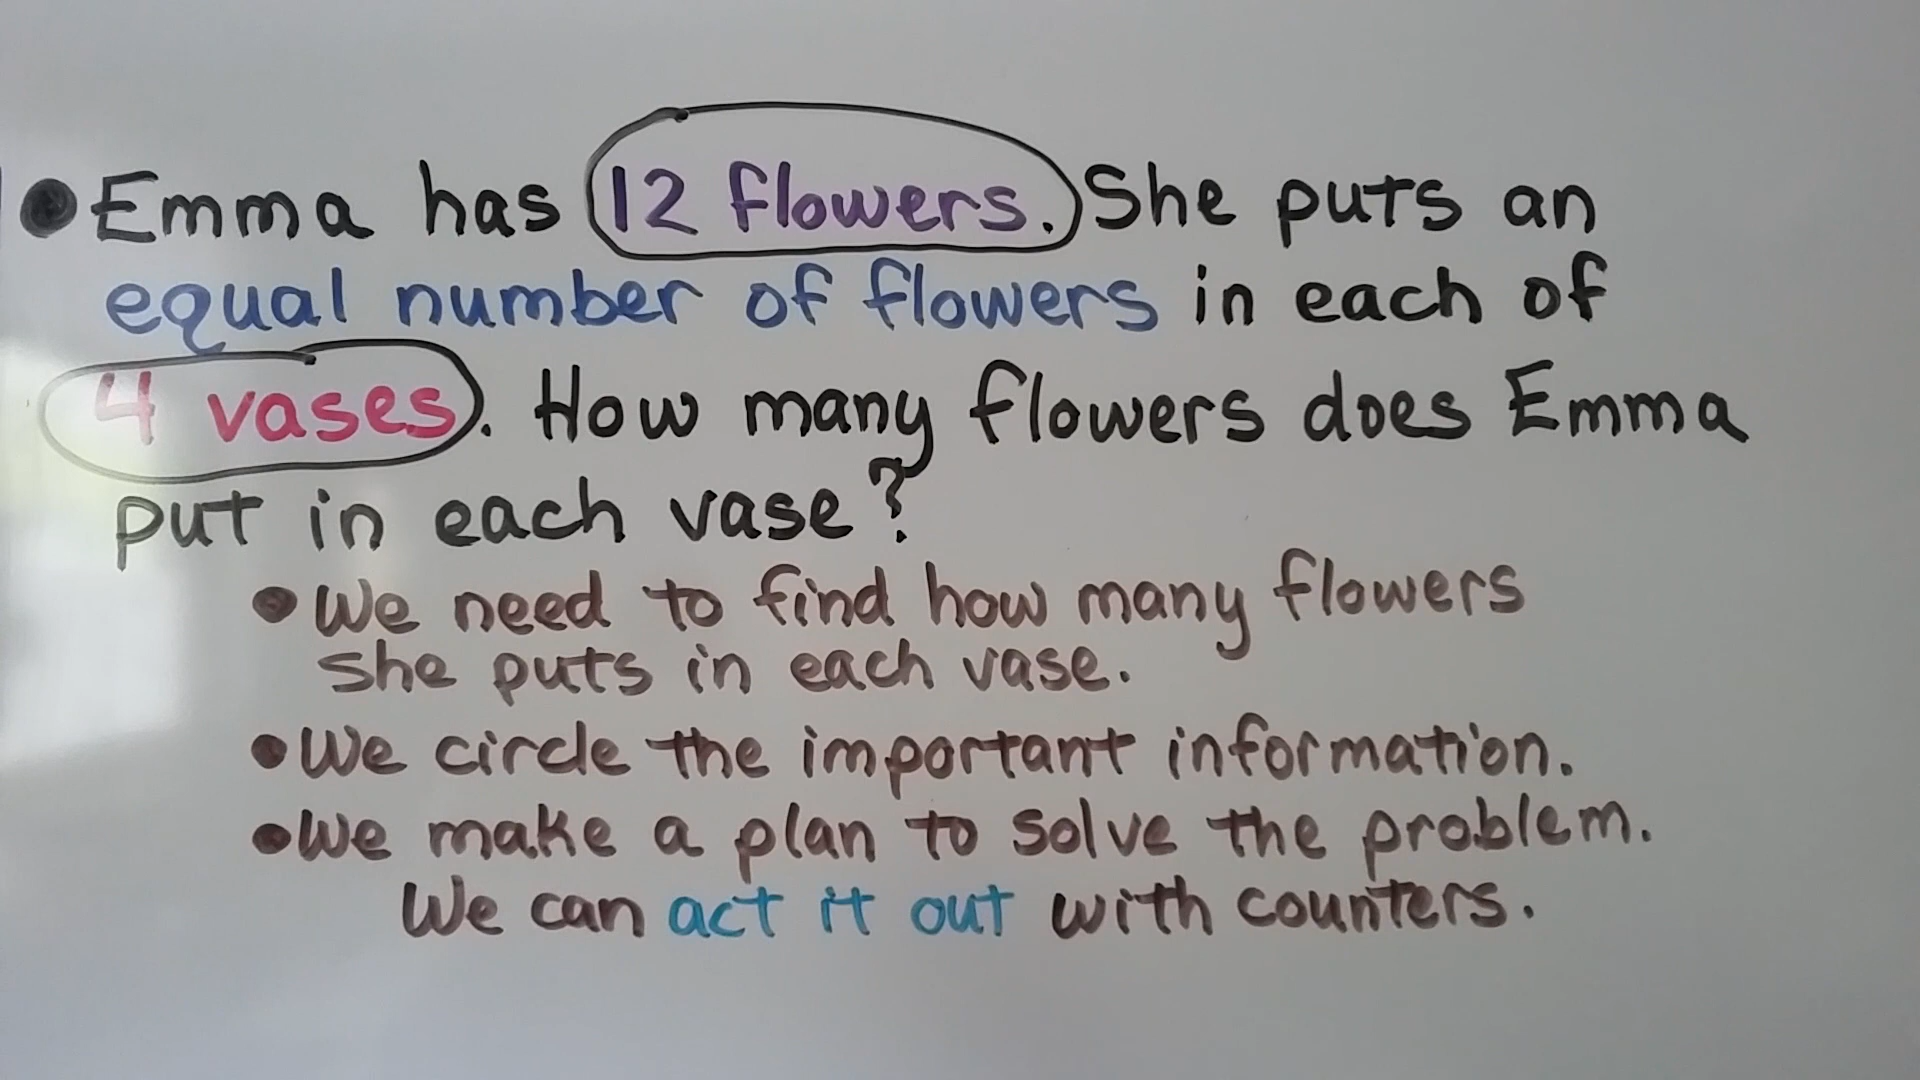 • Emma has 12 flowers. She puts an
equal number of flowers in each of
4 vases. How many flowers does Emma
put in each vase?
• We need to find how many flowers
she puts in each vase.
• We circle the important information.
• We make a plan to solve the problem.
We can act it out with counters.